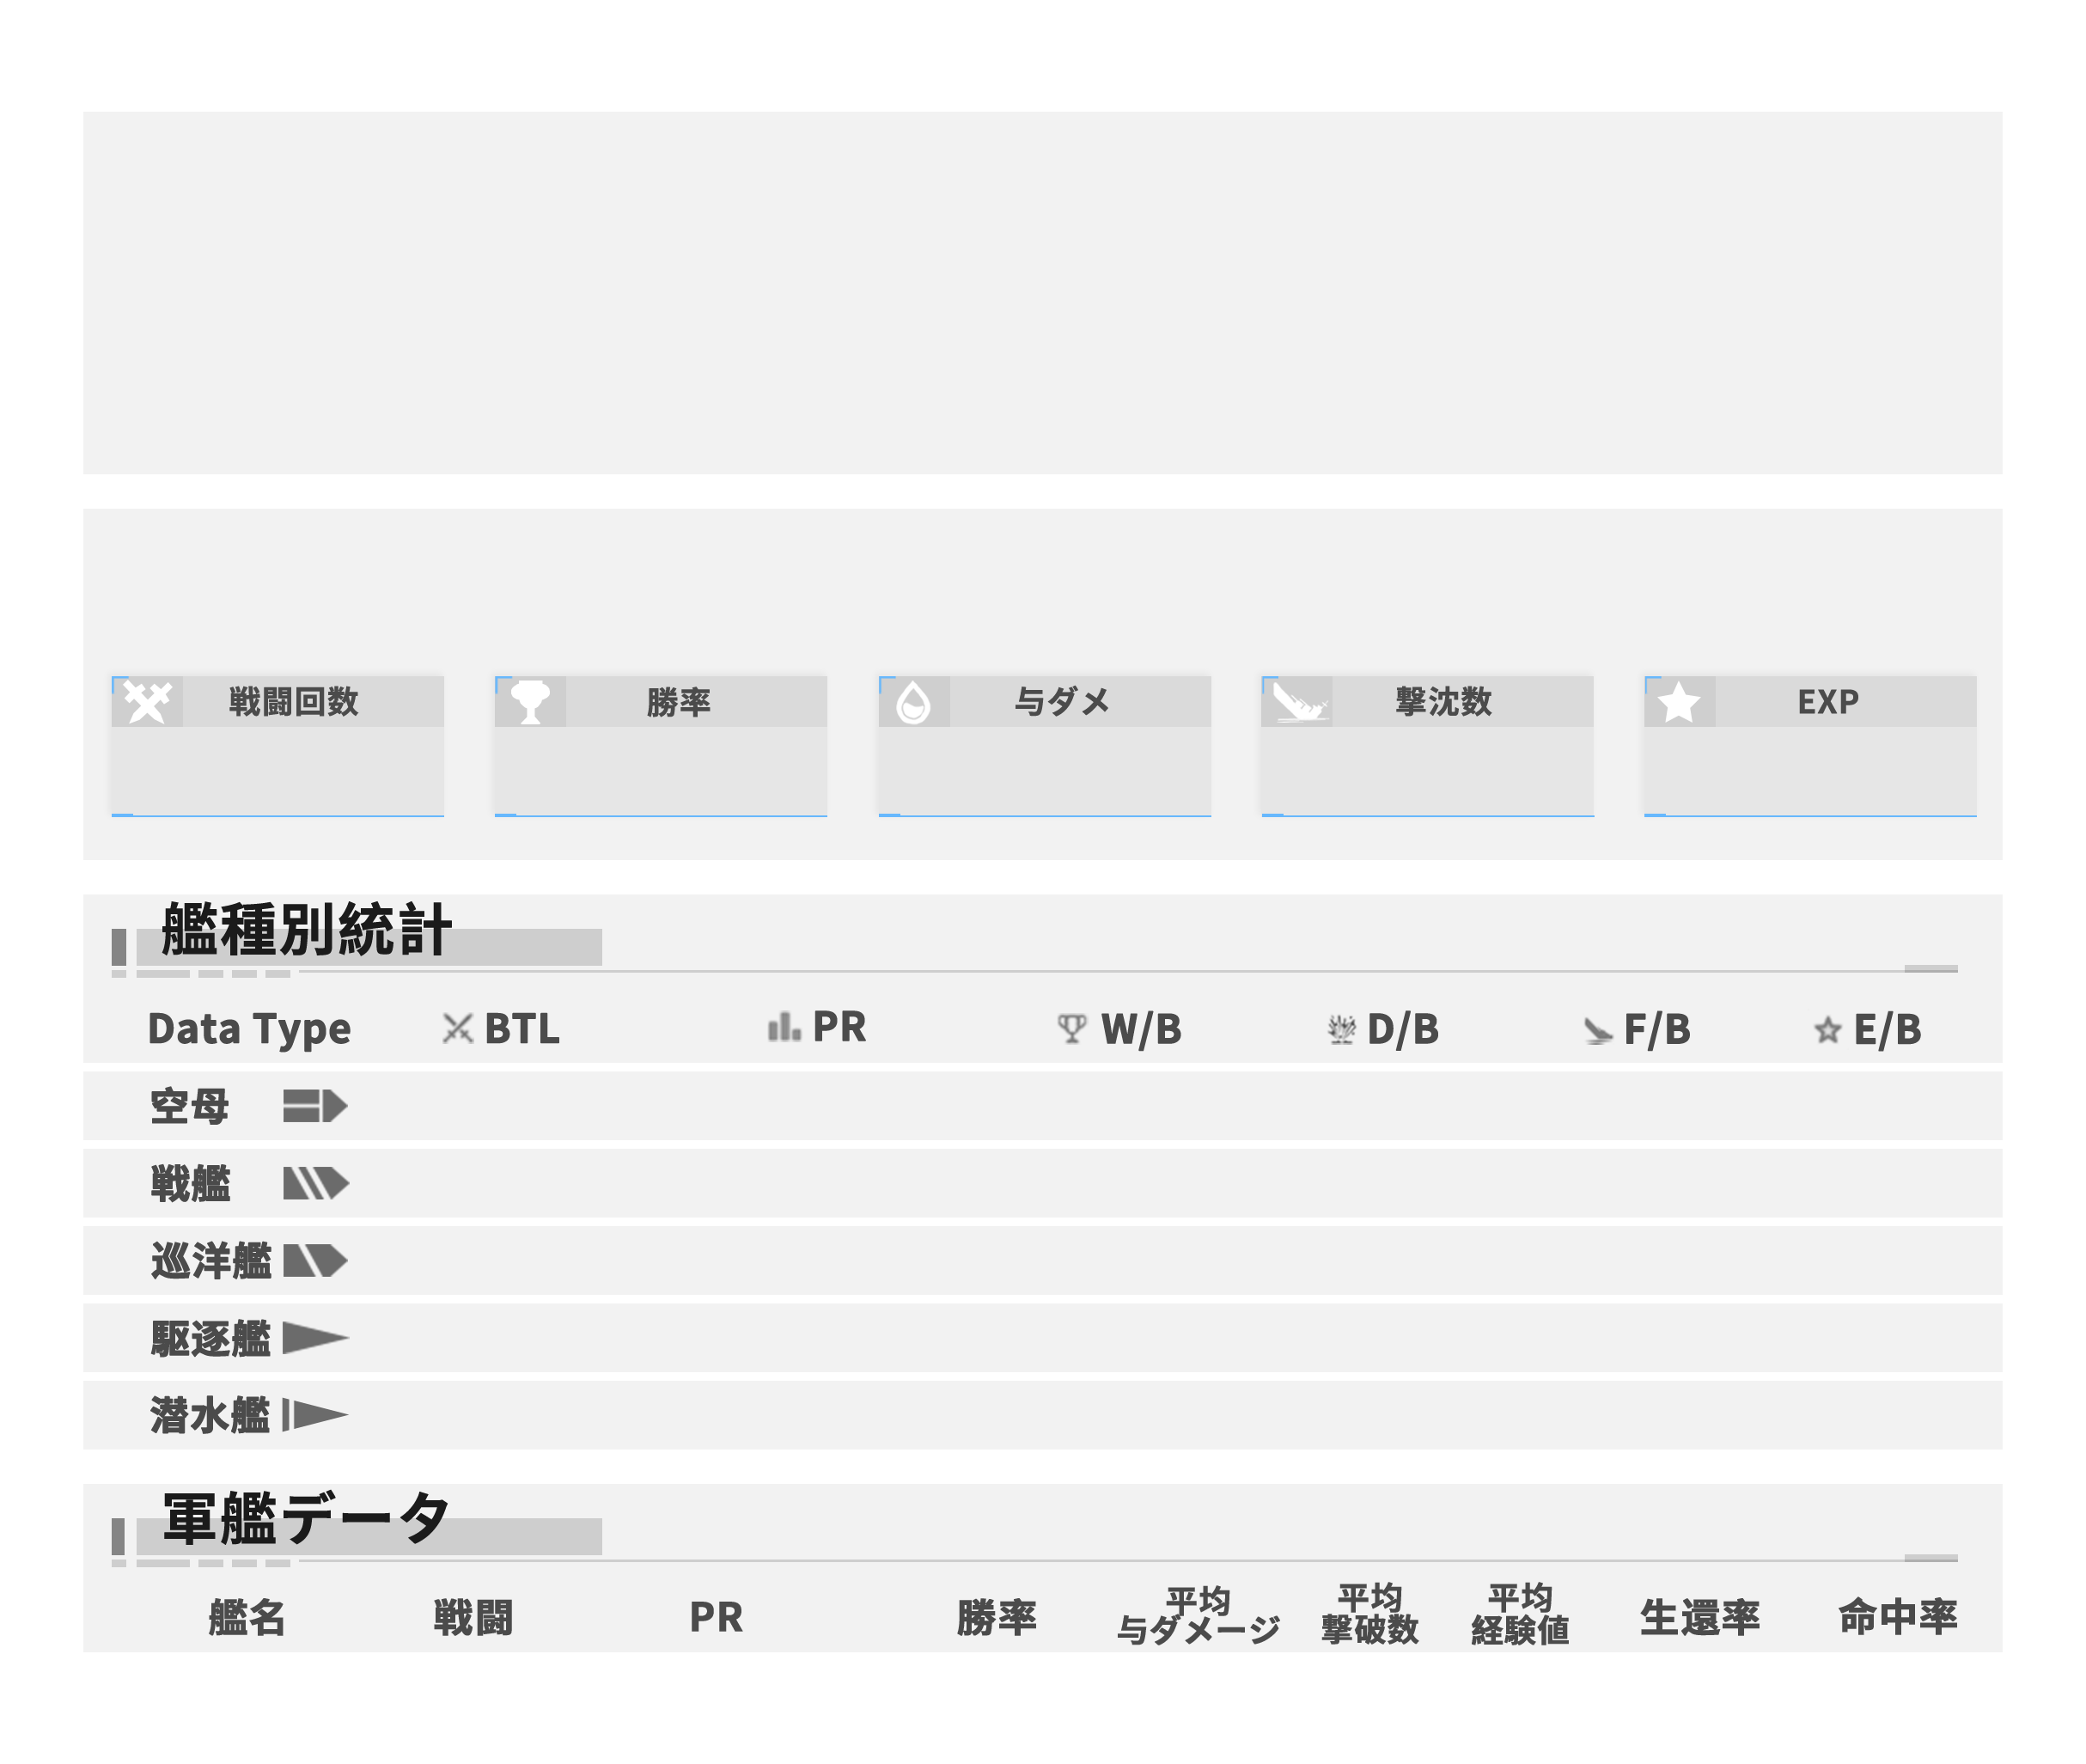 戦闘回数 勝率 与ダメ 撃沈数 EXP
艦種別統計
Data Type BTL PR W/B D/B F/B E/B
空母
戦艦
巡洋艦
駆逐艦
潜水艦
軍艦データ
艦名 戦闘 PR 勝率 平均 与ダメージ 平均 撃破数 平均 経験値 生還率 命中率